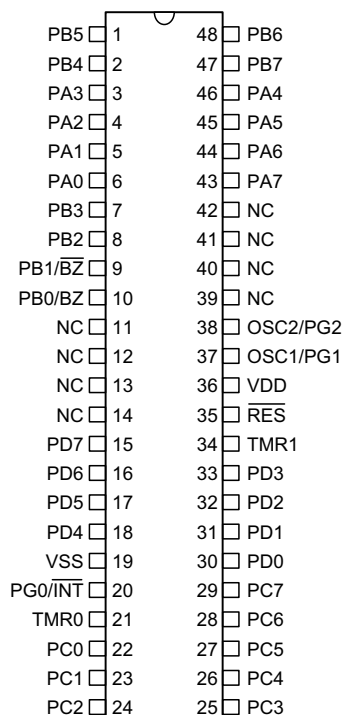 PB5 1 48 PB6
PB4 2 47 PB7
PA3 3 46 PA4
PA2 4 45 PA5
PA1 5 44 PA6
PA0 6 43 PA7
PB3 7 42 NC
PB2 8 41 NC
PB1/B̅Z̅ 9 40 NC
PB0/BZ 10 39 NC
NC 11 38 OSC2/PG2
NC 12 37 OSC1/PG1
NC 13 36 VDD
NC 14 35 R̅E̅S̅
PD7 15 34 TMR1
PD6 16 33 PD3
PD5 17 32 PD2
PD4 18 31 PD1
VSS 19 30 PD0
PG0/I̅N̅T̅ 20 29 PC7
TMR0 21 28 PC6
PC0 22 27 PC5
PC1 23 26 PC4
PC2 24 25 PC3